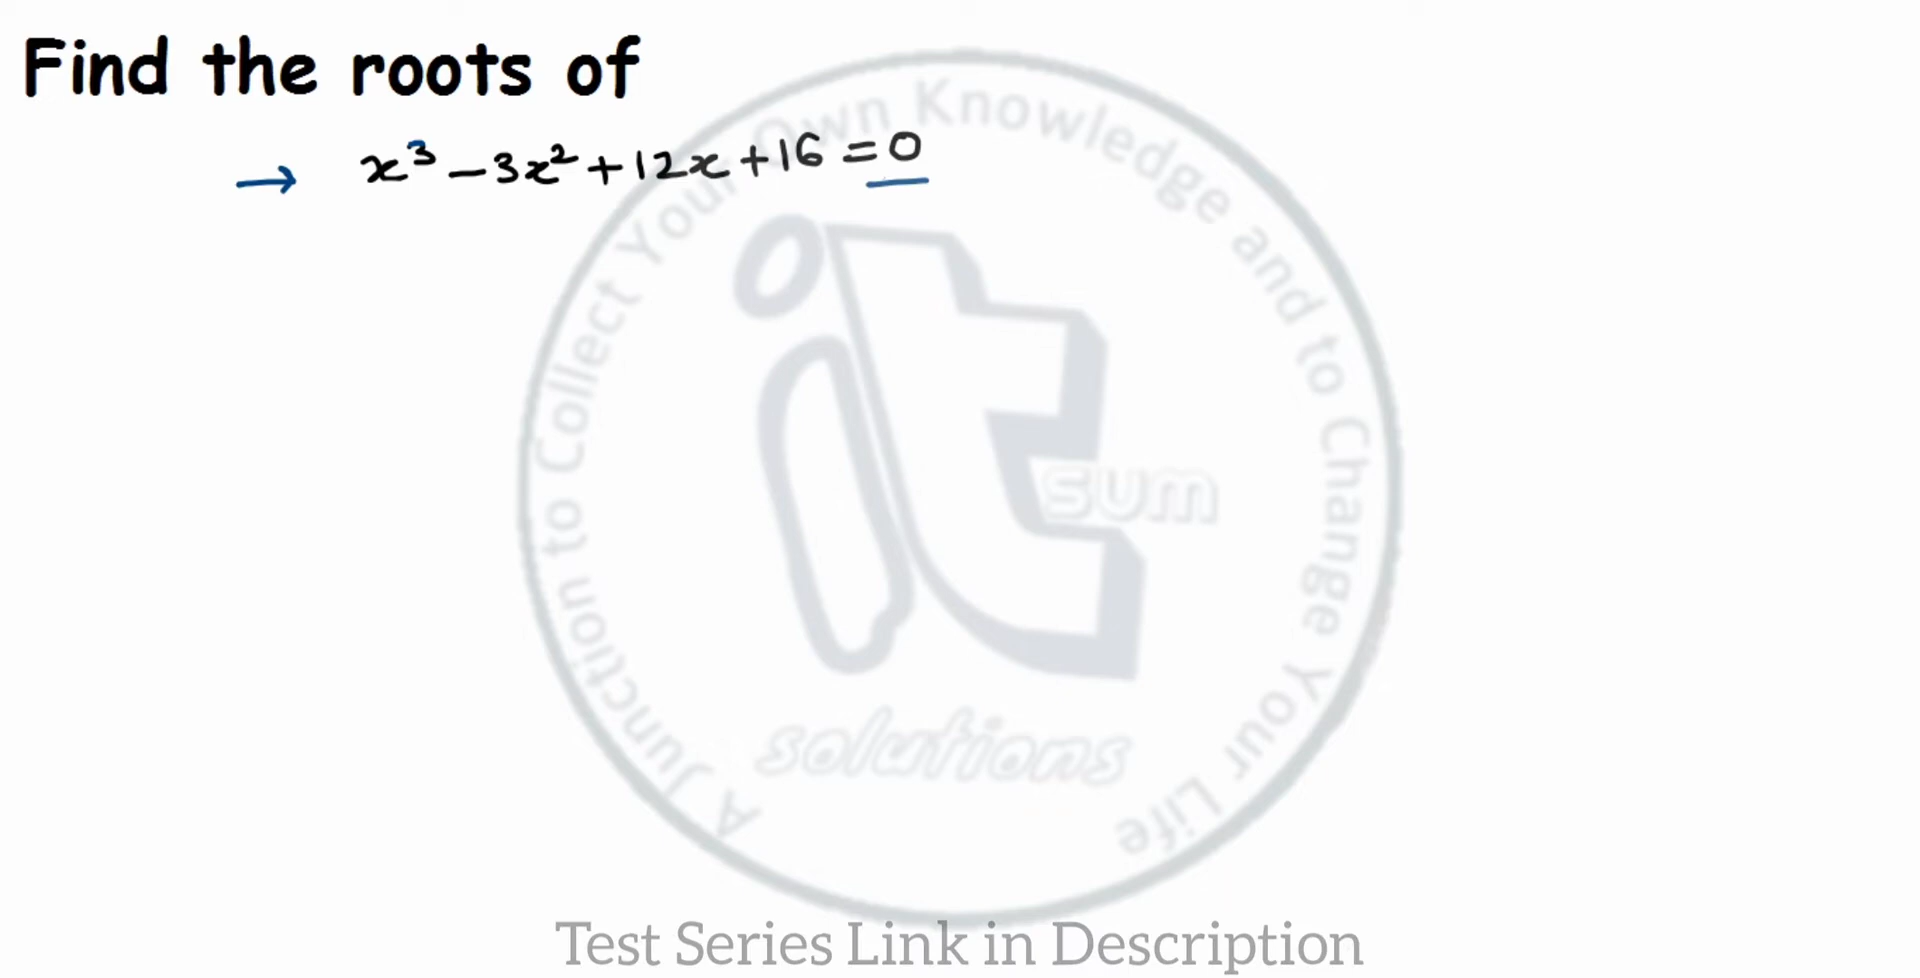 Find the roots of
→ x³ – 3x² + 12x + 16 = 0
A Junction to Collect Your Own Knowledge and to Change Your Life
it
sum
solutions
Test Series Link in Description